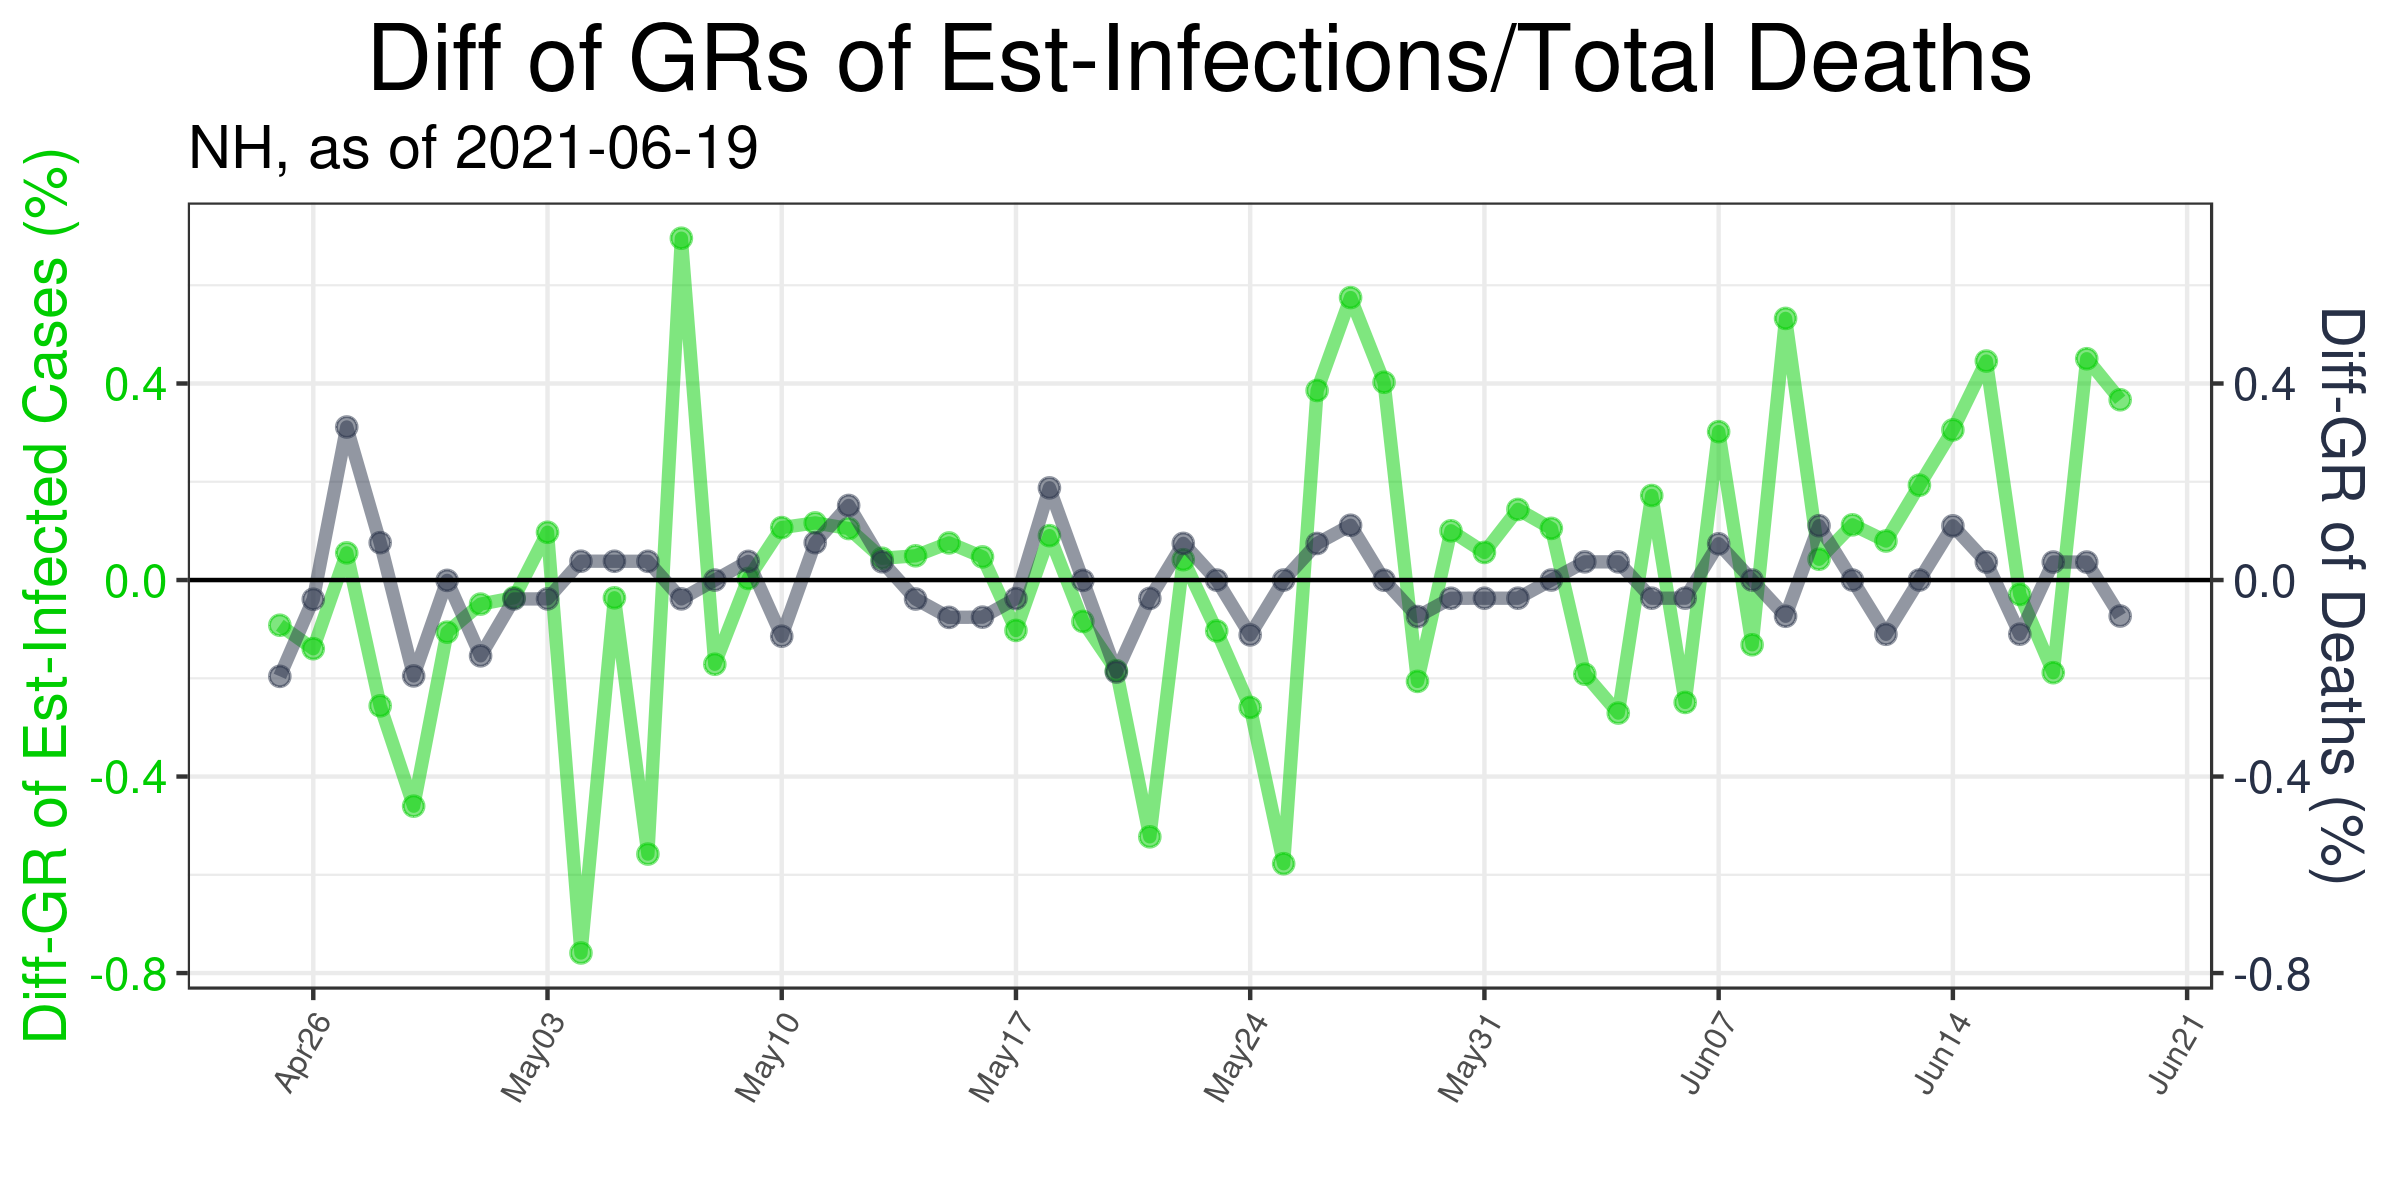 Diff of GRs of Est-Infections/Total Deaths
NH, as of 2021-06-19
Diff-GR of Est-Infected Cases (%)
0.4
0.0
-0.4
-0.8
0.4
0.0
-0.4
-0.8
Diff-GR of Deaths (%)
Apr26
May03
May10
May17
May24
May31
Jun07
Jun14
Jun21